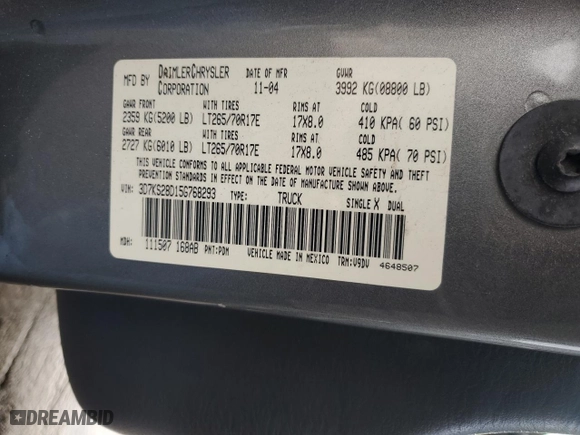 MFD BY DAIMLERCHRYSLER CORPORATION DATE OF MFR 11-04 GVWR 3992 KG(08800 LB)
GAWR FRONT WITH TIRES RIMS AT COLD
2359 KG(5200 LB) LT265/70R17E 17X8.0 410 KPA( 60 PSI)
GAWR REAR WITH TIRES RIMS AT COLD
2727 KG(6010 LB) LT265/70R17E 17X8.0 485 KPA( 70 PSI)
THIS VEHICLE CONFORMS TO ALL APPLICABLE FEDERAL MOTOR VEHICLE SAFETY AND THEFT
PREVENTION STANDARDS IN EFFECT ON THE DATE OF MANUFACTURE SHOWN ABOVE.
VIN: 3D7KS28D15G768293 TYPE: TRUCK SINGLE X DUAL
MDH: 111507 168AB PNT:PDM VEHICLE MADE IN MEXICO TRM:V9DV 4648507
DREAMBID